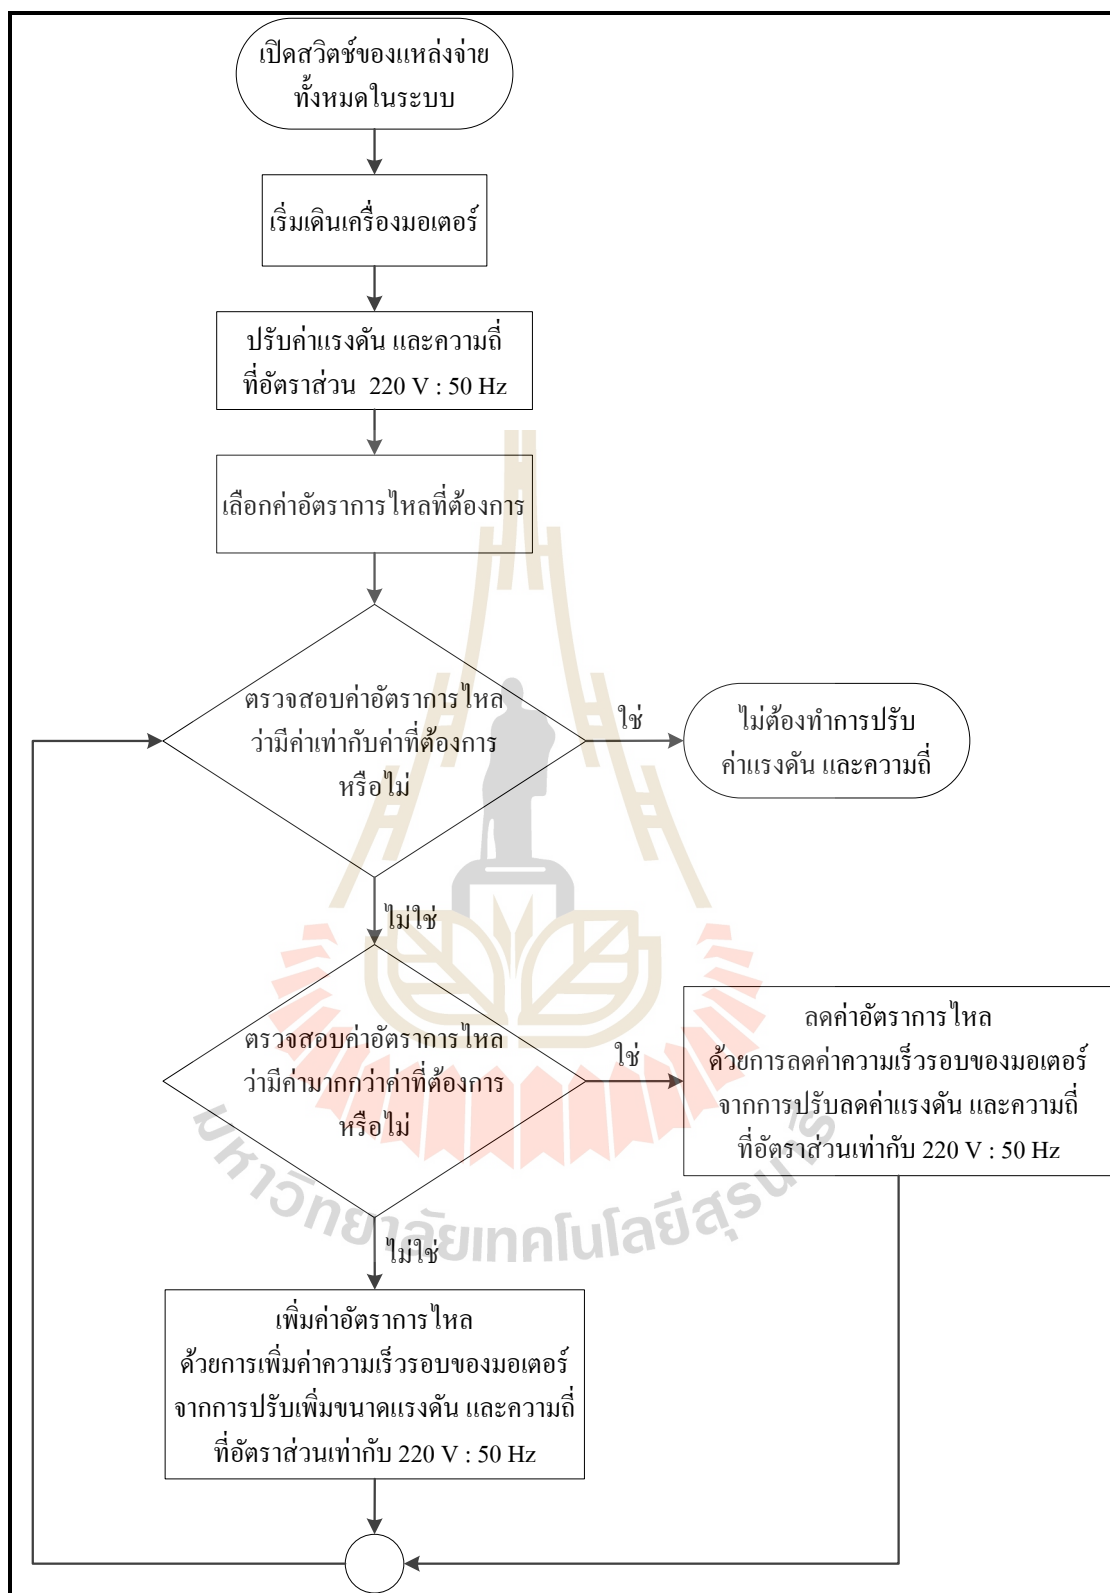 เปิดสวิตช์ของแหล่งจ่าย
ทั้งหมดในระบบ
เริ่มเดินเครื่องมอเตอร์
ปรับค่าแรงดัน และความถี่
ที่อัตราส่วน 220 V : 50 Hz
เลือกค่าอัตราการไหลที่ต้องการ
ตรวจสอบค่าอัตราการไหล
ว่ามีค่าเท่ากับค่าที่ต้องการ
หรือไม่
ใช่
ไม่ต้องทำการปรับ
ค่าแรงดัน และความถี่
ไม่ใช่
ตรวจสอบค่าอัตราการไหล
ว่ามีค่ามากกว่าค่าที่ต้องการ
หรือไม่
ใช่
ลดค่าอัตราการไหล
ด้วยการลดค่าความเร็วรอบของมอเตอร์
จากการปรับลดค่าแรงดัน และความถี่
ที่อัตราส่วนเท่ากับ 220 V : 50 Hz
ไม่ใช่
เพิ่มค่าอัตราการไหล
ด้วยการเพิ่มค่าความเร็วรอบของมอเตอร์
จากการปรับเพิ่มขนาดแรงดัน และความถี่
ที่อัตราส่วนเท่ากับ 220 V : 50 Hz
มหาวิทยาลัยเทคโนโลยีสุรนารี